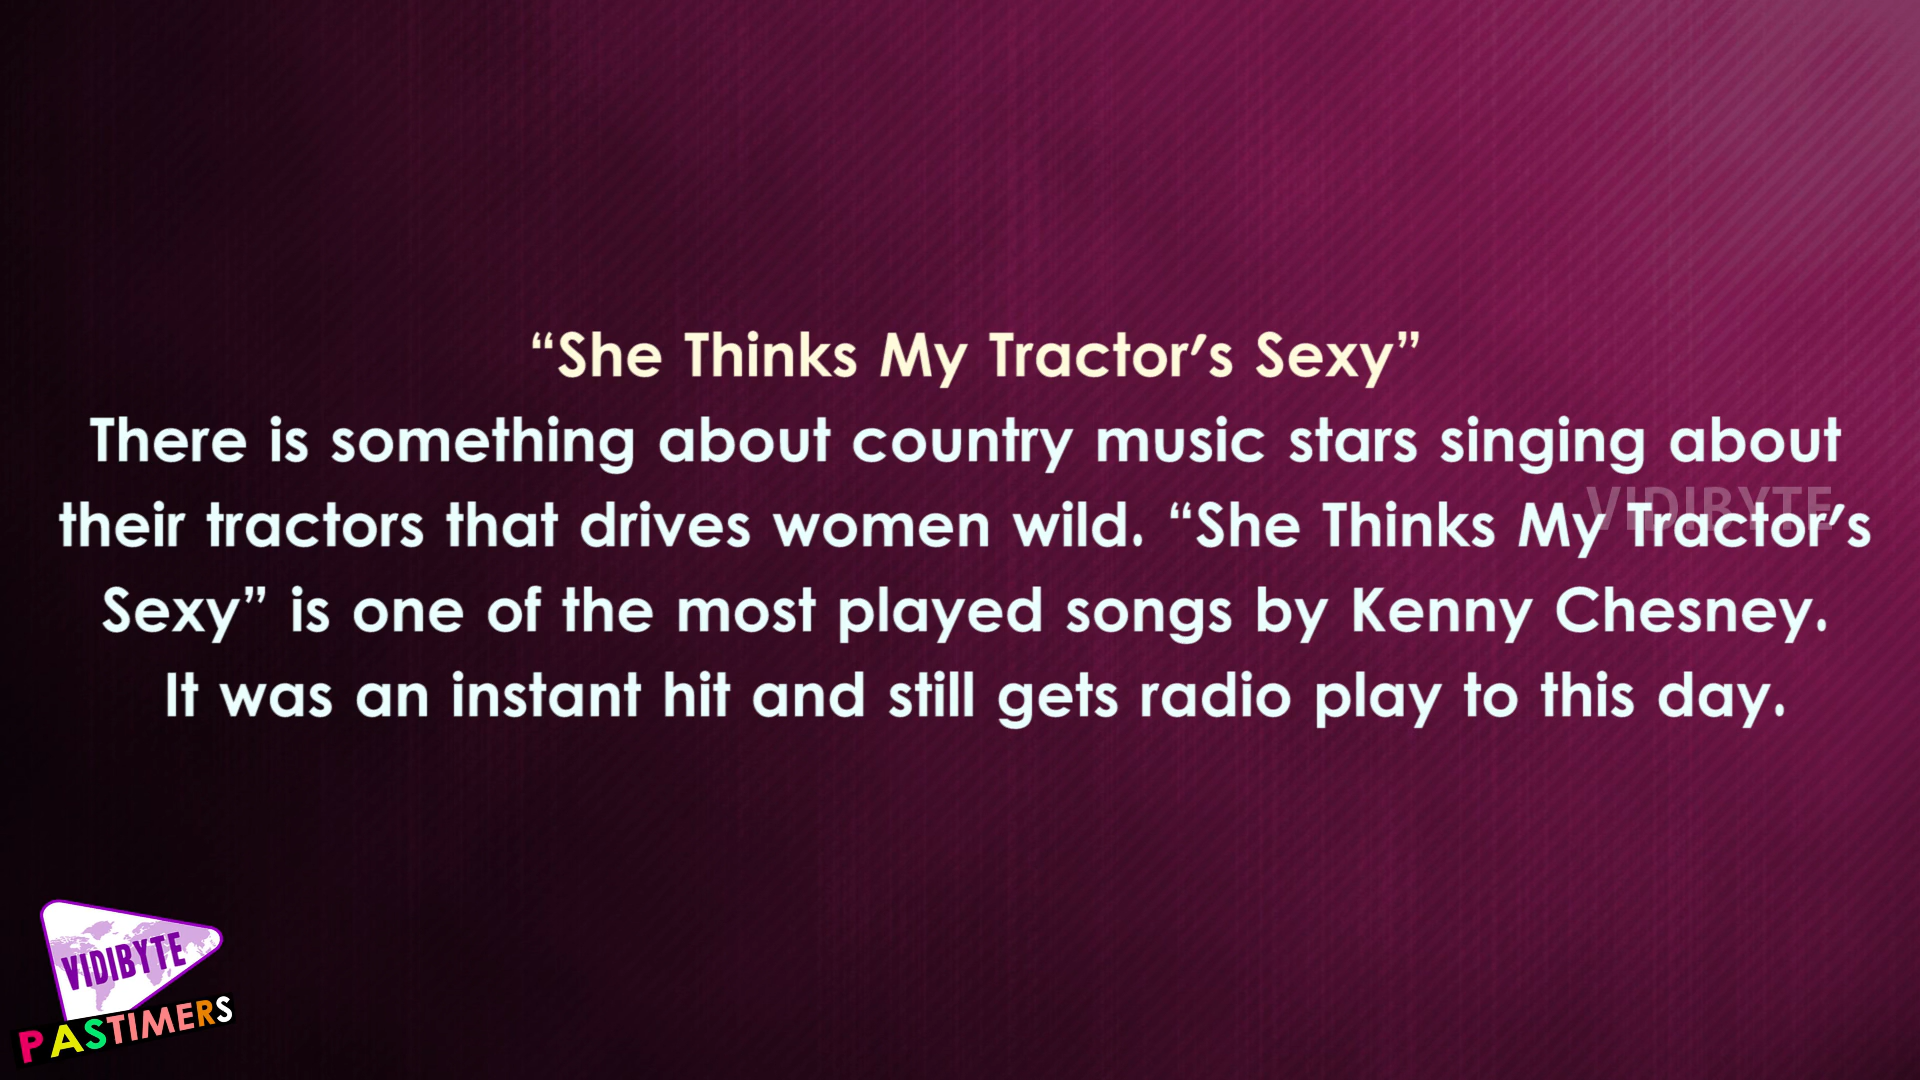 “She Thinks My Tractor’s Sexy”
There is something about country music stars singing about
their tractors that drives women wild. “She Thinks My Tractor’s
Sexy” is one of the most played songs by Kenny Chesney.
It was an instant hit and still gets radio play to this day.
VIDIBYTE
VIDIBYTE
PASTIMERS